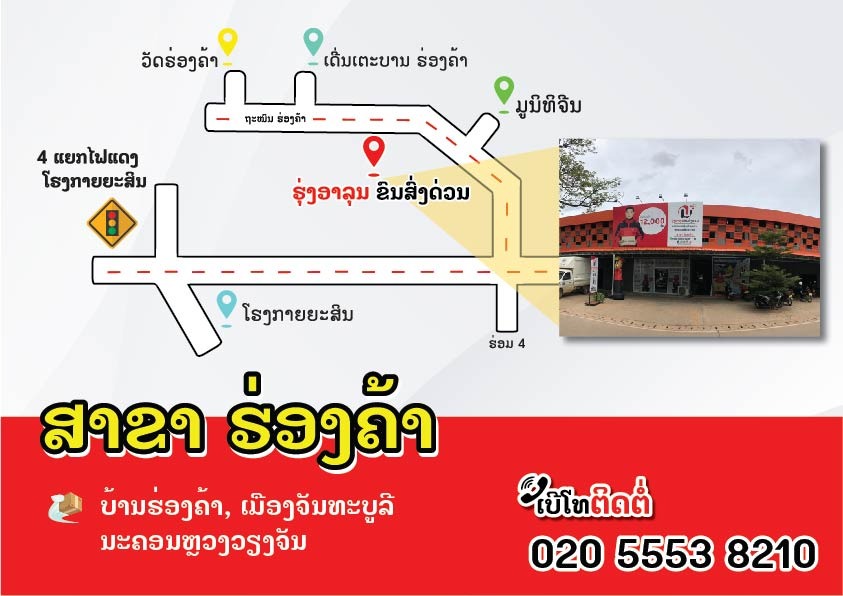 ວັດຮ່ອງຄ້າ
ເດີ່ນເຕະບານ ຮ່ອງຄ້າ
ມູນິທິຈີນ
ຖະໜົນ ຮ່ອງຄ້າ
4 ແຍກໄຟແດງ
ໂຮງກາຍຍະສິນ
ຮຸ່ງອາລຸນ ຂົນສົ່ງດ່ວນ
ໂຮງກາຍຍະສິນ
ຮ່ອມ 4
ສາຂາ ຮ່ອງຄ້າ
ບ້ານຮ່ອງຄ້າ, ເມືອງຈັນທະບູລີ
ນະຄອນຫຼວງວຽງຈັນ
ເບີໂທຕິດຕໍ່
020 5553 8210